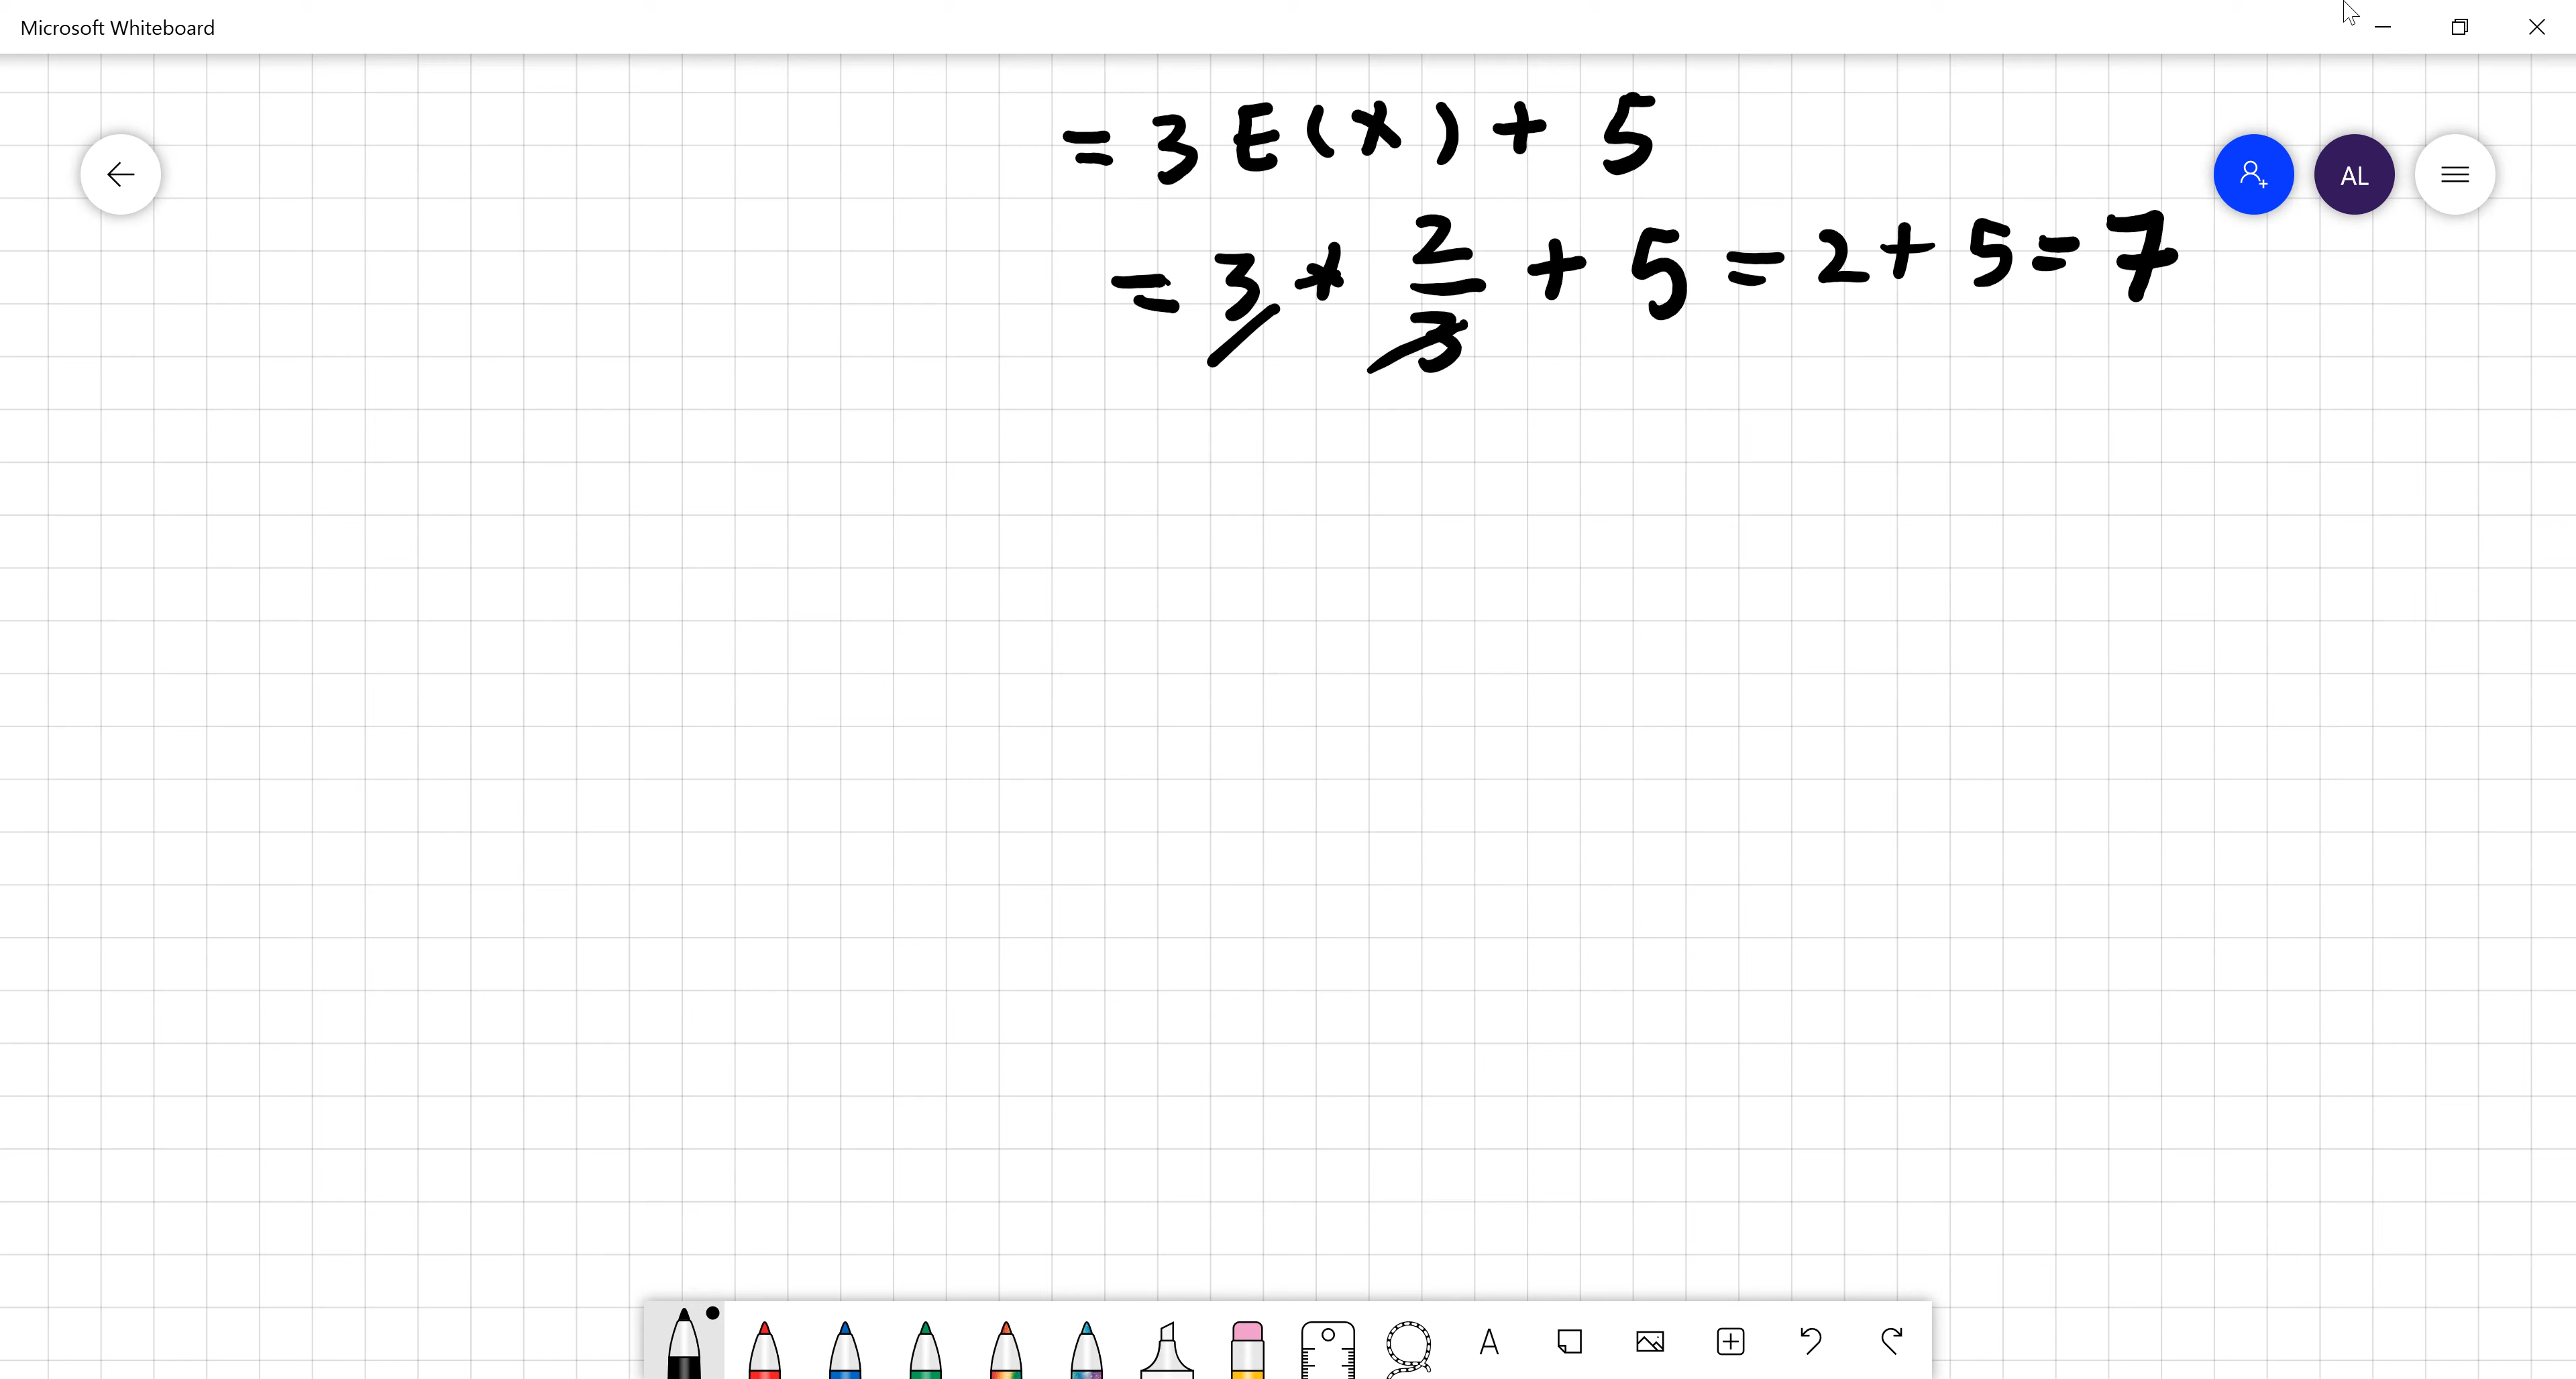 Microsoft Whiteboard
= 3 E(x) + 5
AL
= 3 * 2/3 + 5 = 2 + 5 = 7
A